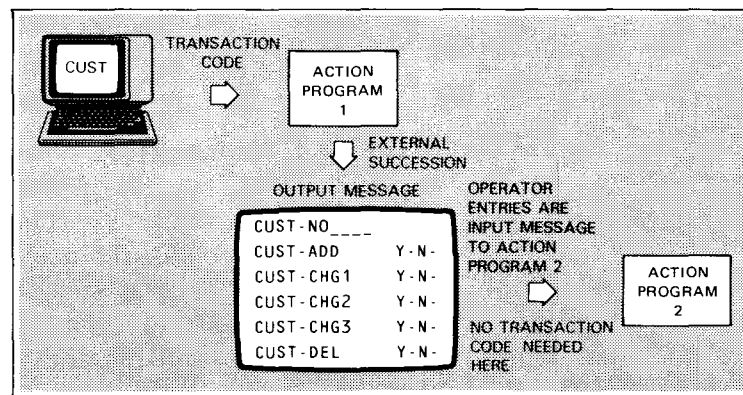 CUST
TRANSACTION
CODE
ACTION
PROGRAM
1
EXTERNAL
SUCCESSION
OUTPUT MESSAGE
CUST-NO____
CUST-ADD Y-N-
CUST-CHG1 Y-N-
CUST-CHG2 Y-N-
CUST-CHG3 Y-N-
CUST-DEL Y-N-
OPERATOR
ENTRIES ARE
INPUT MESSAGE
TO ACTION
PROGRAM 2
NO TRANSACTION
CODE NEEDED
HERE
ACTION
PROGRAM
2